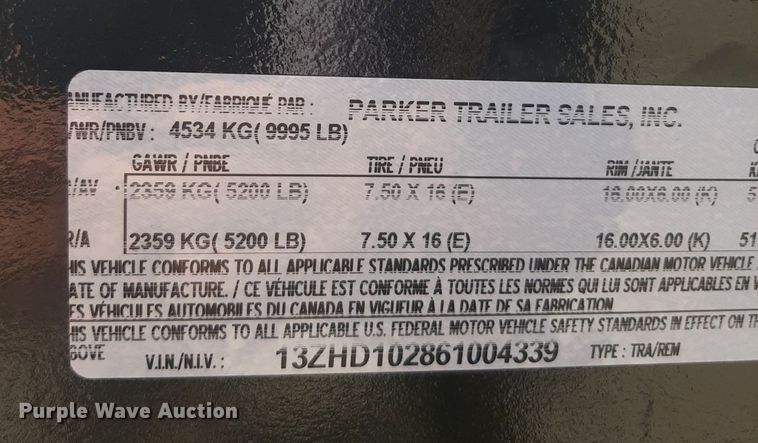 ANUFACTURED BY/FABRIQUÉ PAR : PARKER TRAILER SALES, INC.
/WR/PNBV : 4534 KG( 9995 LB)
GAWR / PNBE TIRE / PNEU RIM /JANTE
/AV : 2359 KG( 5200 LB) 7.50 X 16 (E) 16.00X6.00 (K) 5
R/A 2359 KG( 5200 LB) 7.50 X 16 (E) 16.00X6.00 (K) 51
HIS VEHICLE CONFORMS TO ALL APPLICABLE STANDARDS PRESCRIBED UNDER THE CANADIAN MOTOR VEHICLE
ATE OF MANUFACTURE. / CE VÉHICULE EST CONFORME À TOUTES LES NORMES QUI LUI SONT APPLICABLES EN V
ES VÉHICULES AUTOMOBILES DU CANADA EN VIGUEUR À LA DATE DE SA FABRICATION
HIS VEHICLE CONFORMS TO ALL APPLICABLE U.S. FEDERAL MOTOR VEHICLE SAFETY STANDARDS IN EFFECT ON TH
BOVE V.I.N./N.I.V. : 13ZHD102861004339 TYPE : TRA/REM
Purple Wave Auction